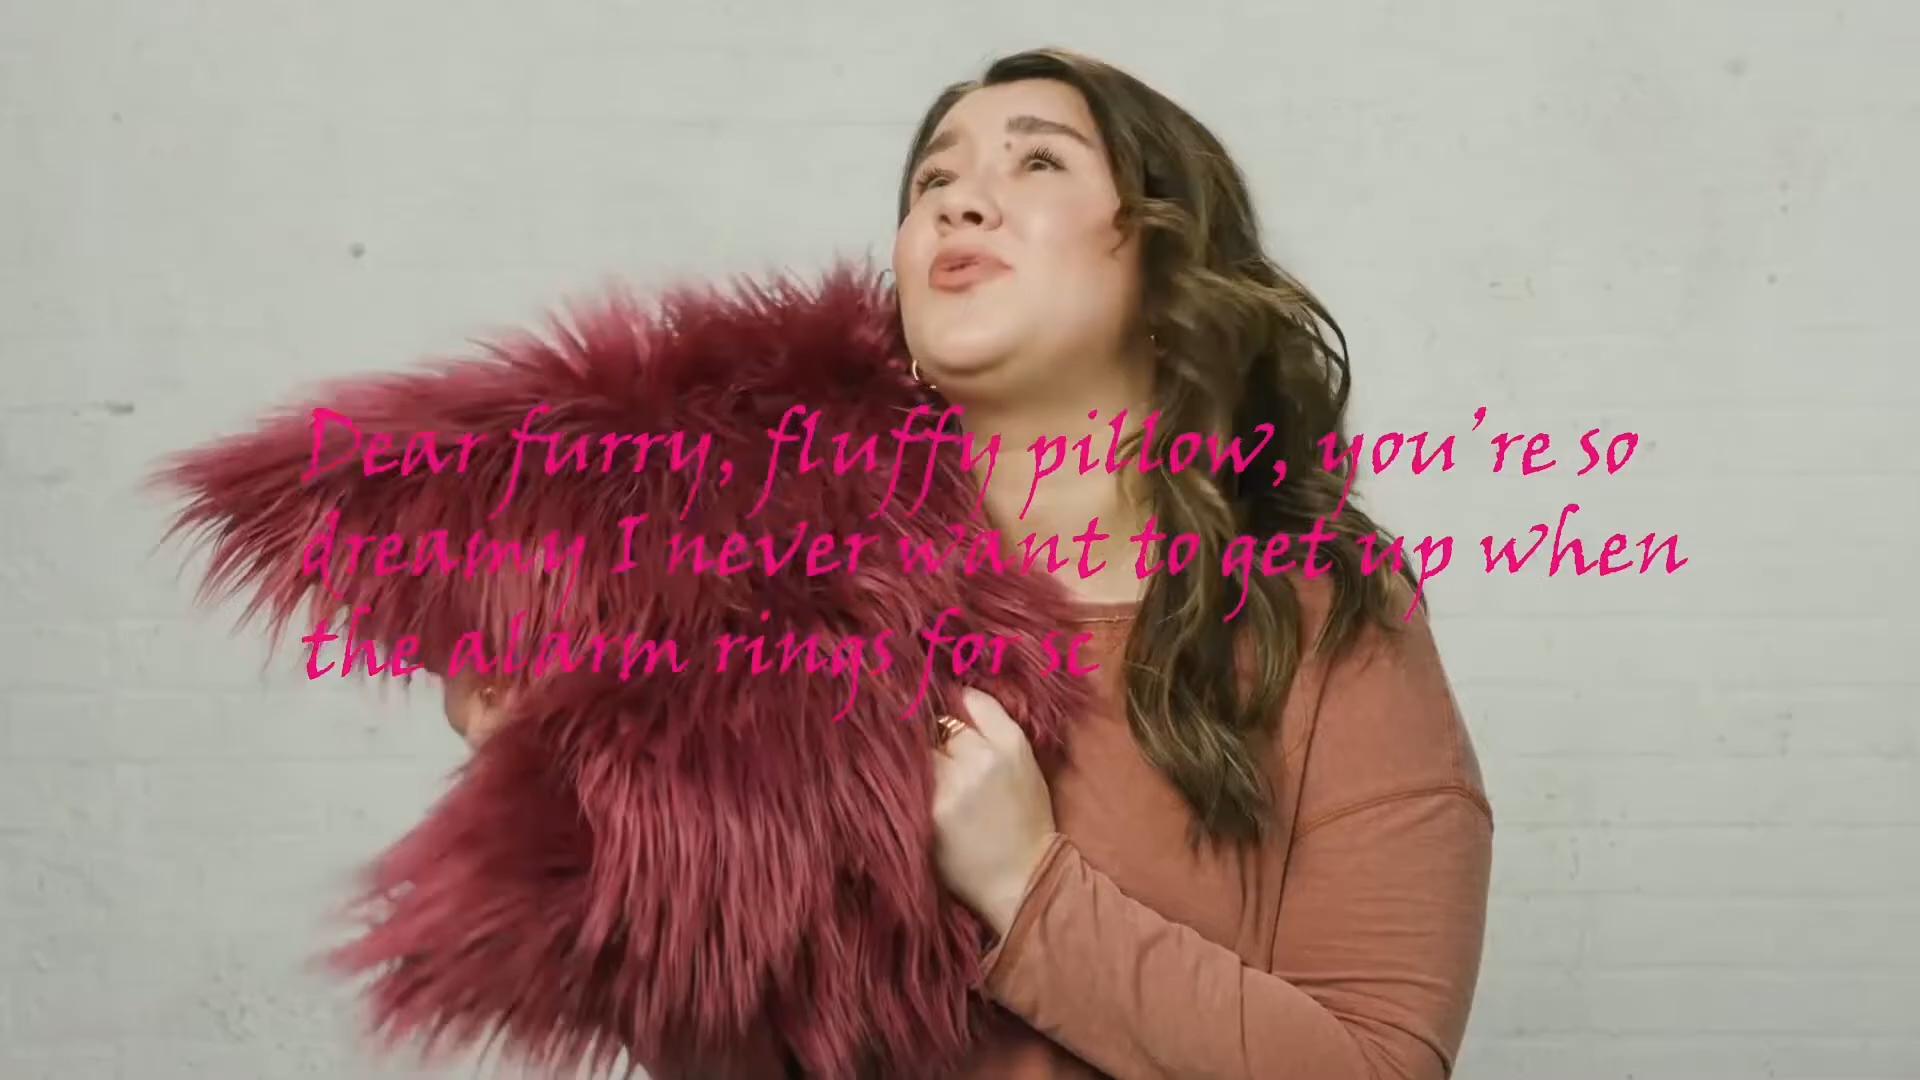 Dear furry, fluffy pillow, you're so
dreamy I never want to get up when
the alarm rings for sc